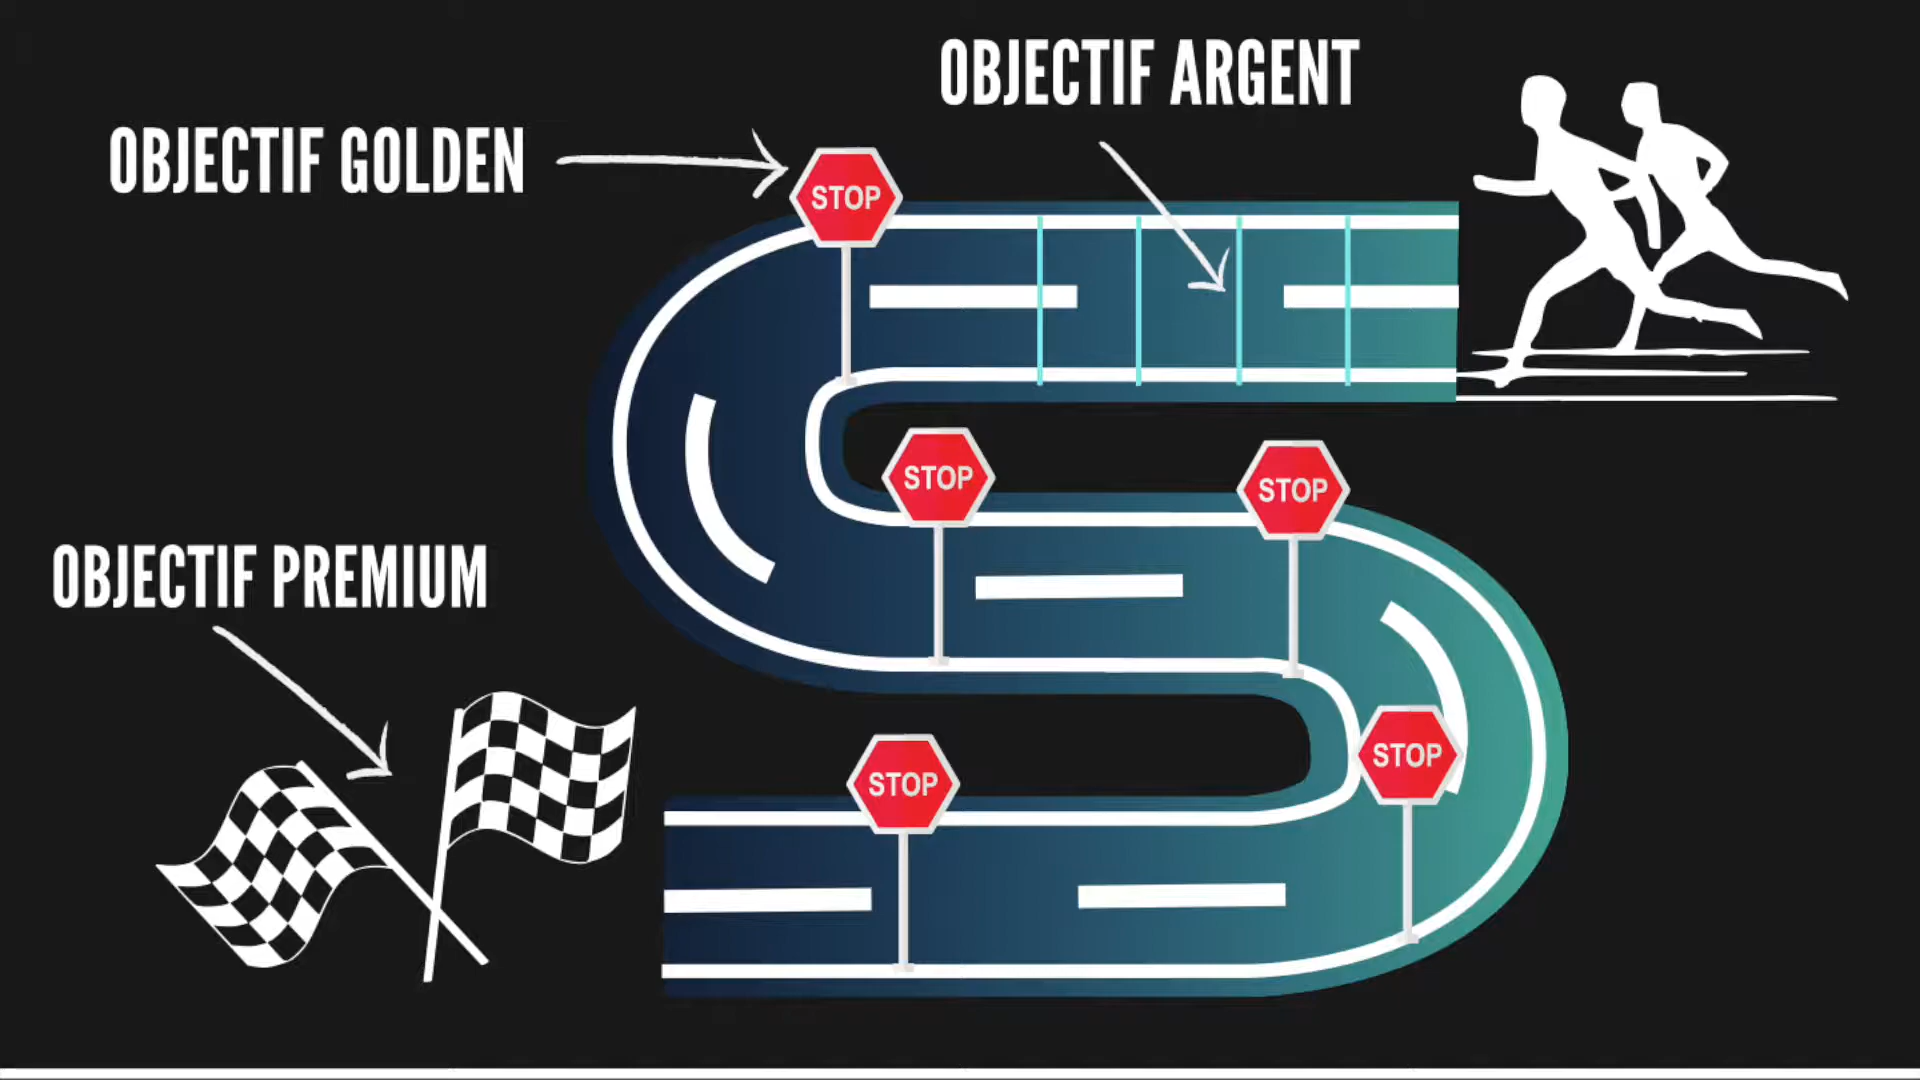 OBJECTIF ARGENT
OBJECTIF GOLDEN
STOP
STOP
STOP
OBJECTIF PREMIUM
STOP
STOP